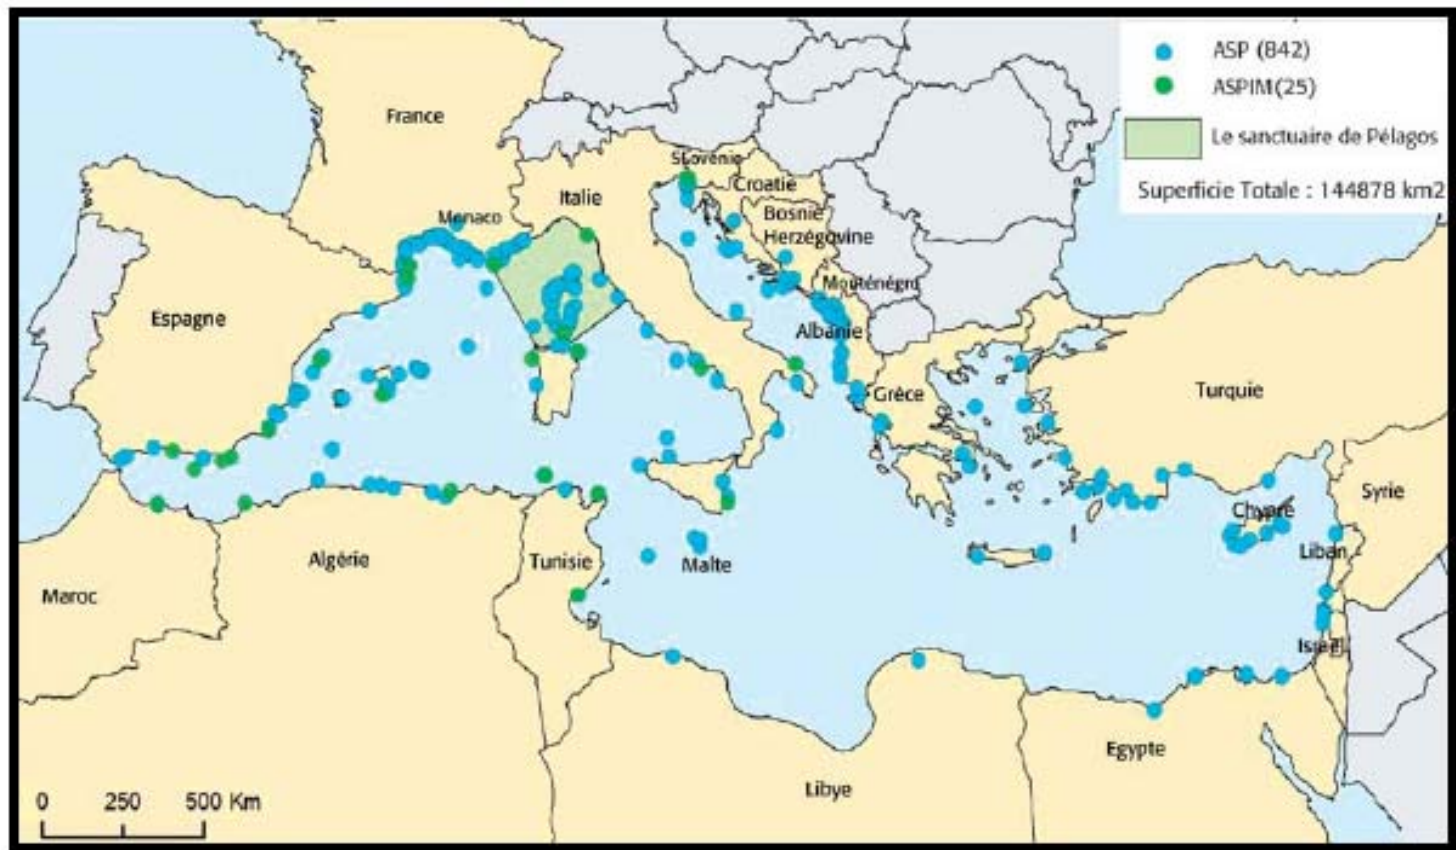 ASP (842)
ASPIM(25)
Le sanctuaire de Pélagos
Superficie Totale : 144878 km2
France
Slovénie
Croatie
Italie
Bosnie
Herzégovine
Monaco
Monténégro
Espagne
Albanie
Grèce
Turquie
Syrie
Chypre
Liban
Algérie
Tunisie
Malte
Maroc
Israel
Egypte
Libye
0 250 500 Km